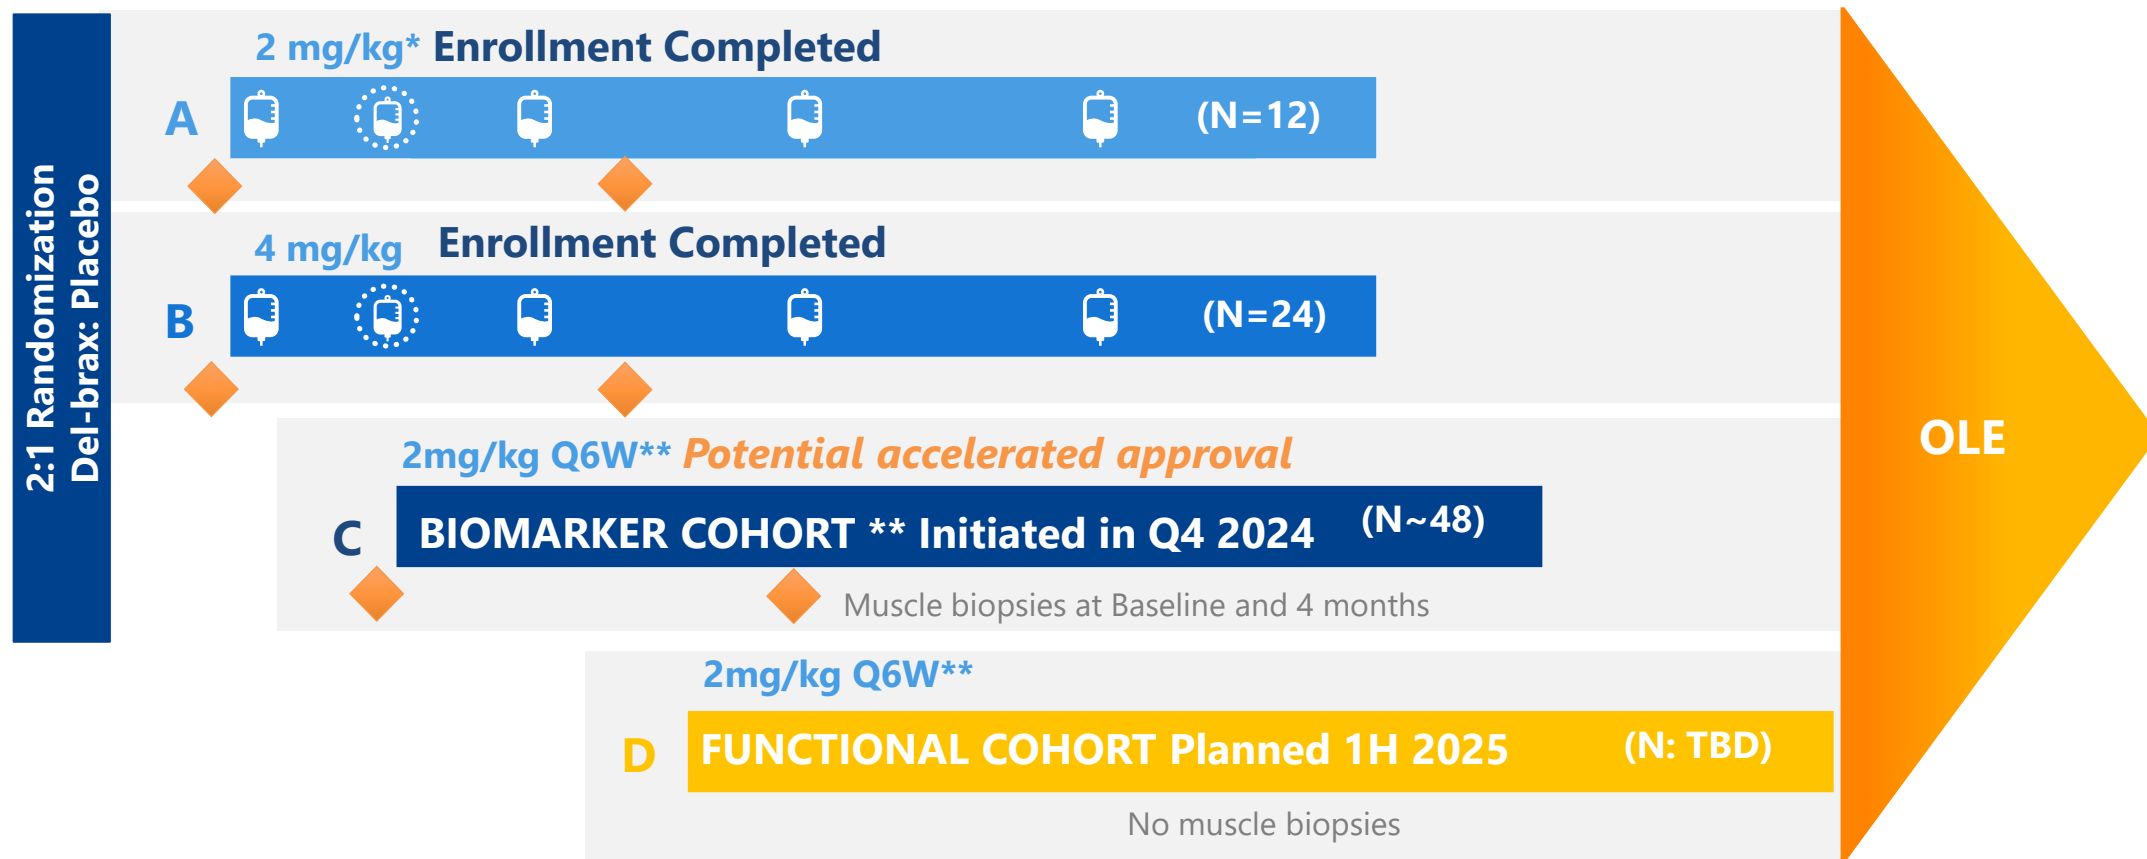 2:1 Randomization
Del-brax: Placebo
2 mg/kg* Enrollment Completed
A
(N=12)
4 mg/kg Enrollment Completed
B
(N=24)
2mg/kg Q6W** Potential accelerated approval
C
BIOMARKER COHORT ** Initiated in Q4 2024 (N~48)
Muscle biopsies at Baseline and 4 months
2mg/kg Q6W**
D
FUNCTIONAL COHORT Planned 1H 2025 (N: TBD)
No muscle biopsies
OLE